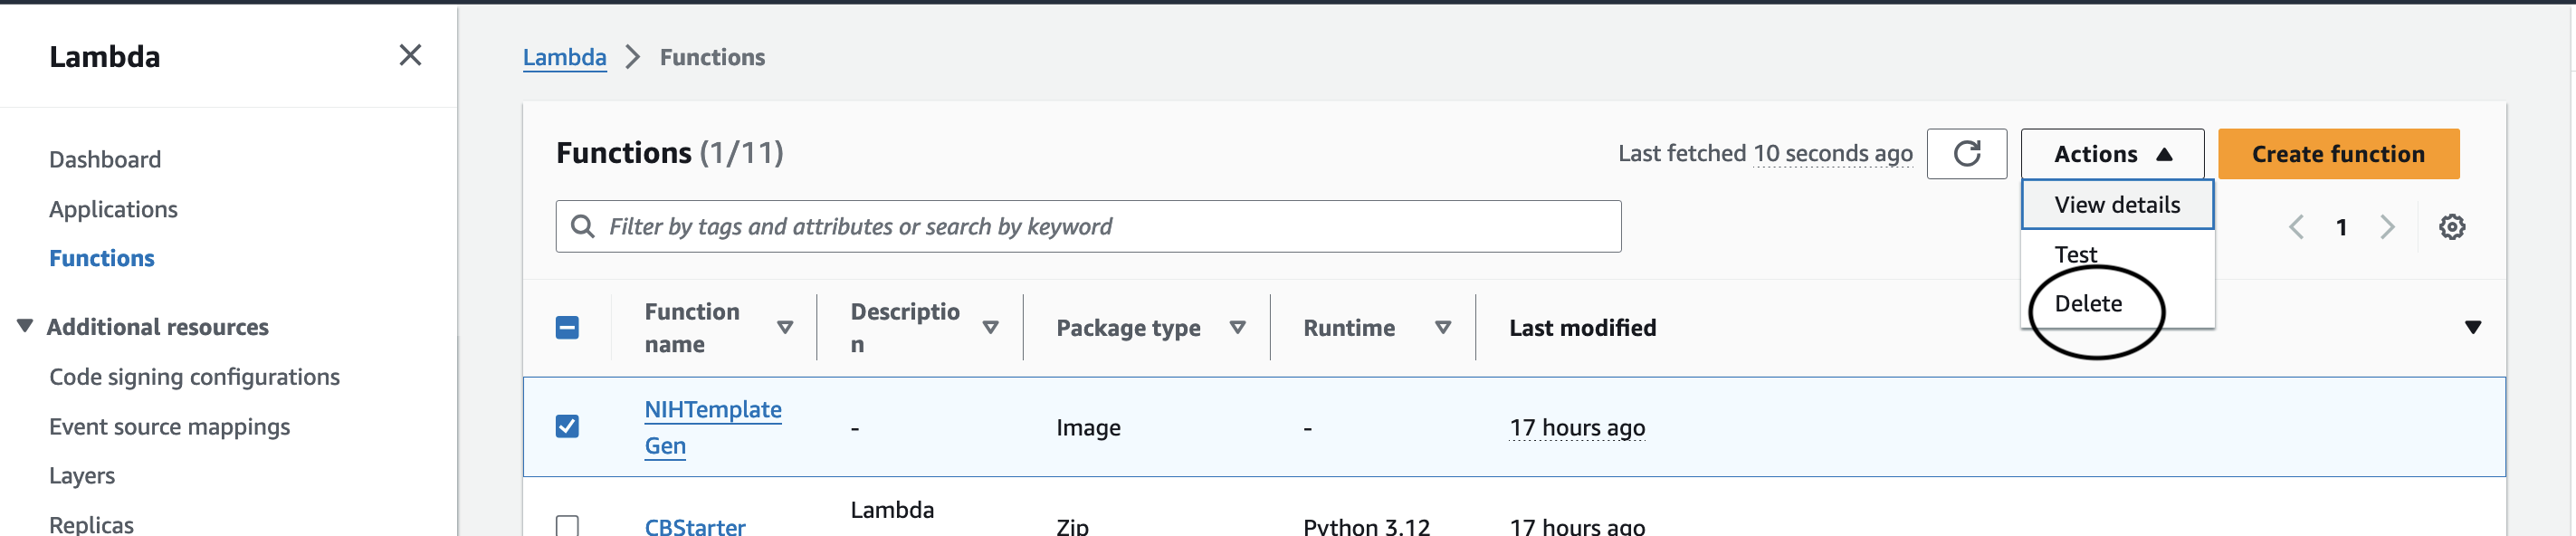 Lambda
Dashboard
Applications
Functions
Additional resources
Code signing configurations
Event source mappings
Layers
Replicas
Lambda > Functions
Functions (1/11)
Last fetched 10 seconds ago
Actions
Create function
View details
Test
Delete
Filter by tags and attributes or search by keyword
1
Function
name
Descriptio
n
Package type
Runtime
Last modified
NIHTemplate
Gen
-
Image
-
17 hours ago
CBStarter
Lambda
Zip
Python 3.12
17 hours ago